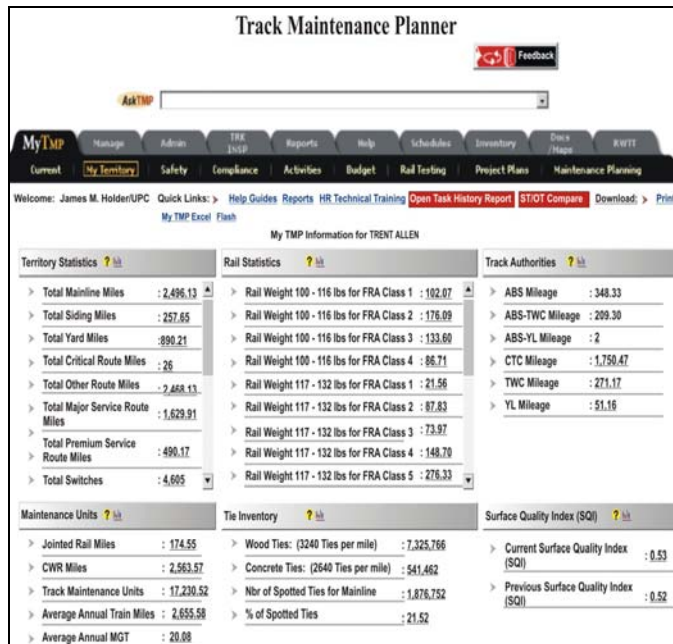 Track Maintenance Planner
Feedback
AskTMP
MyTMP Manage Admin TRK INSP Reports Help Schedules Inventory Docs /Maps RWTT
Current My Territory Safety Compliance Activities Budget Rail Testing Project Plans Maintenance Planning
Welcome: James M. Holder/UPC Quick Links: Help Guides Reports HR Technical Training Open Task History Report ST/OT Compare Download: Prin
My TMP Excel Flash
My TMP Information for TRENT ALLEN
Territory Statistics ?
Total Mainline Miles : 2,496.13
Total Siding Miles : 257.65
Total Yard Miles :890.21
Total Critical Route Miles : 26
Total Other Route Miles : 2,468.13
Total Major Service Route
Miles : 1,629.91
Total Premium Service
Route Miles : 490.17
Total Switches : 4,605
Rail Statistics ?
Rail Weight 100 - 116 lbs for FRA Class 1 : 102.07
Rail Weight 100 - 116 lbs for FRA Class 2 : 176.09
Rail Weight 100 - 116 lbs for FRA Class 3 : 133.60
Rail Weight 100 - 116 lbs for FRA Class 4 : 86.71
Rail Weight 117 - 132 lbs for FRA Class 1 : 21.56
Rail Weight 117 - 132 lbs for FRA Class 2 : 87.83
Rail Weight 117 - 132 lbs for FRA Class 3 : 73.97
Rail Weight 117 - 132 lbs for FRA Class 4 : 148.70
Rail Weight 117 - 132 lbs for FRA Class 5 : 276.33
Track Authorities ?
ABS Mileage : 348.33
ABS-TWC Mileage : 209.30
ABS-YL Mileage : 2
CTC Mileage : 1,750.47
TWC Mileage : 271.17
YL Mileage : 51.16
Maintenance Units ?
Jointed Rail Miles : 174.55
CWR Miles : 2,563.57
Track Maintenance Units : 17,230.52
Average Annual Train Miles : 2,655.58
Average Annual MGT : 20.08
Tie Inventory ?
Wood Ties: (3240 Ties per mile) : 7,325,766
Concrete Ties: (2640 Ties per mile) : 541,462
Nbr of Spotted Ties for Mainline : 1,876,752
% of Spotted Ties : 21.52
Surface Quality Index (SQI) ?
Current Surface Quality Index
(SQI) : 0.53
Previous Surface Quality Index
(SQI) : 0.52